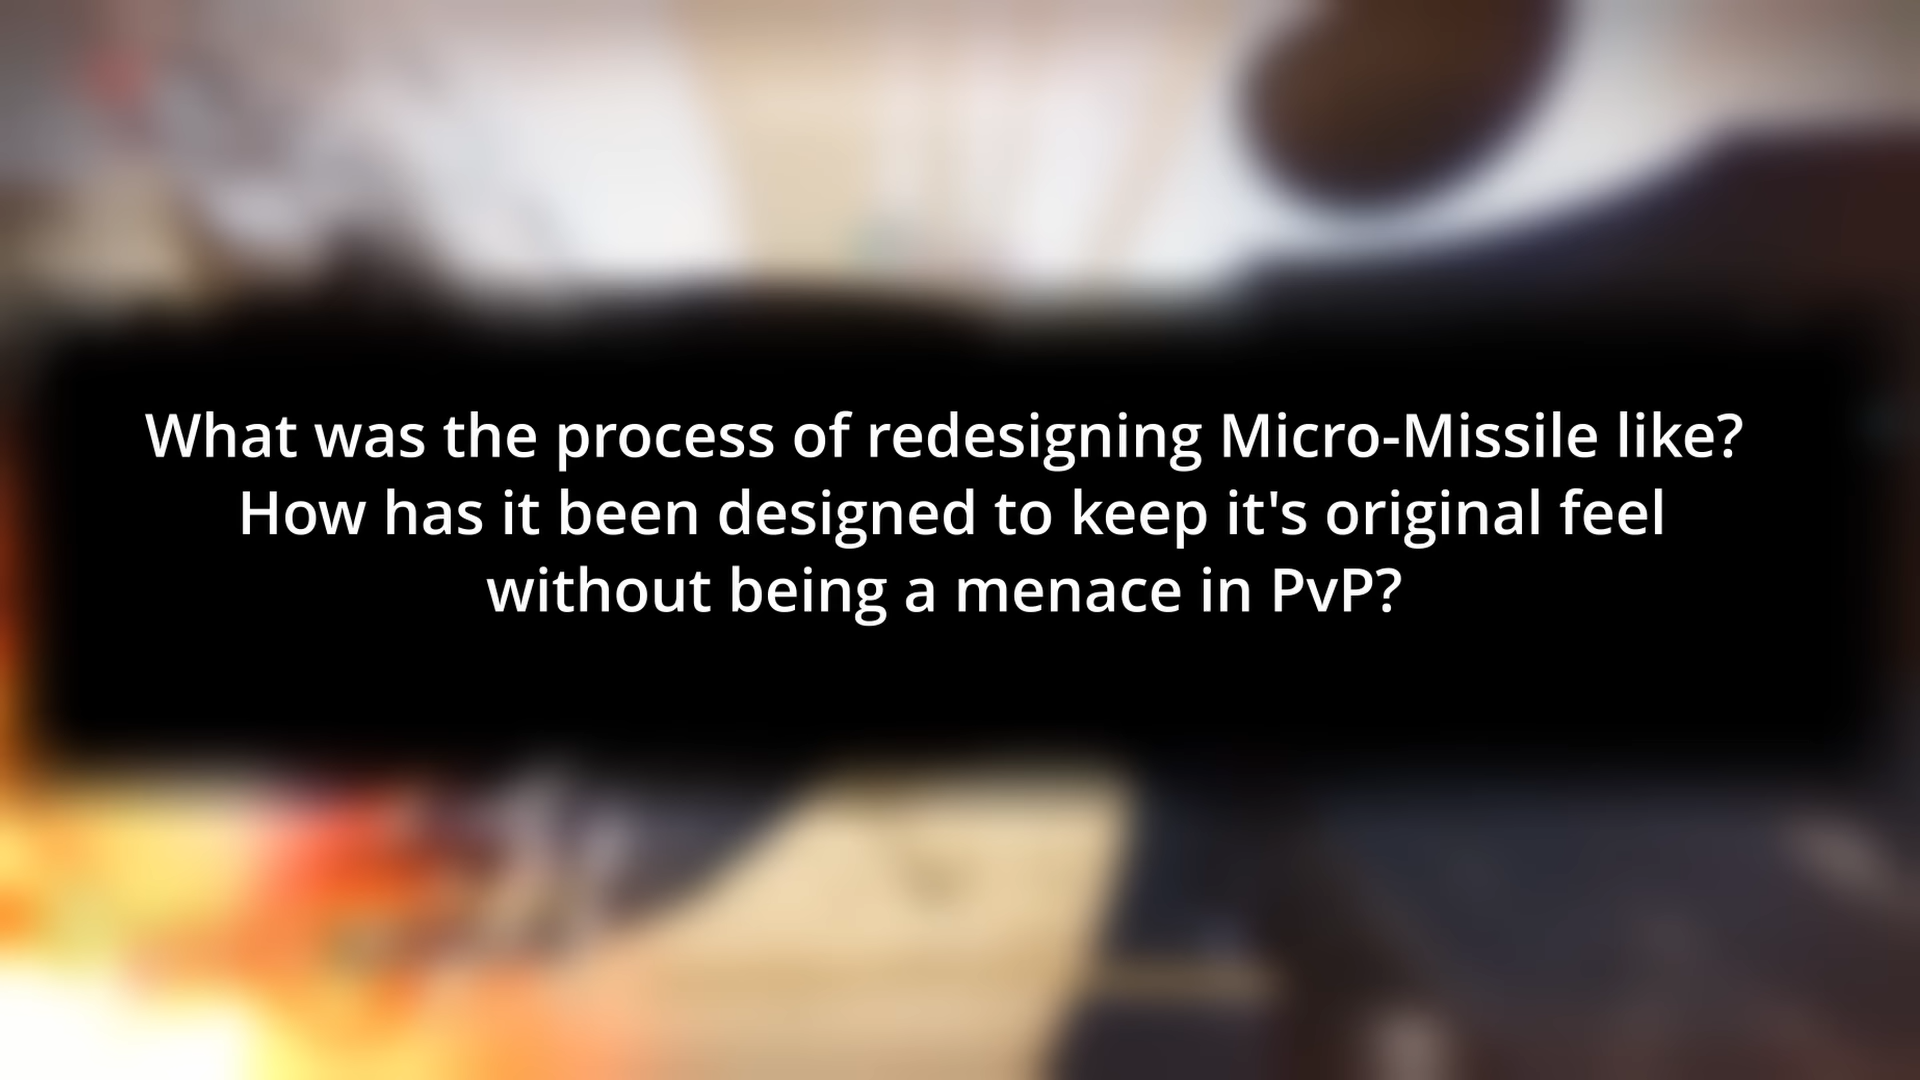 What was the process of redesigning Micro-Missile like?
How has it been designed to keep it's original feel
without being a menace in PvP?